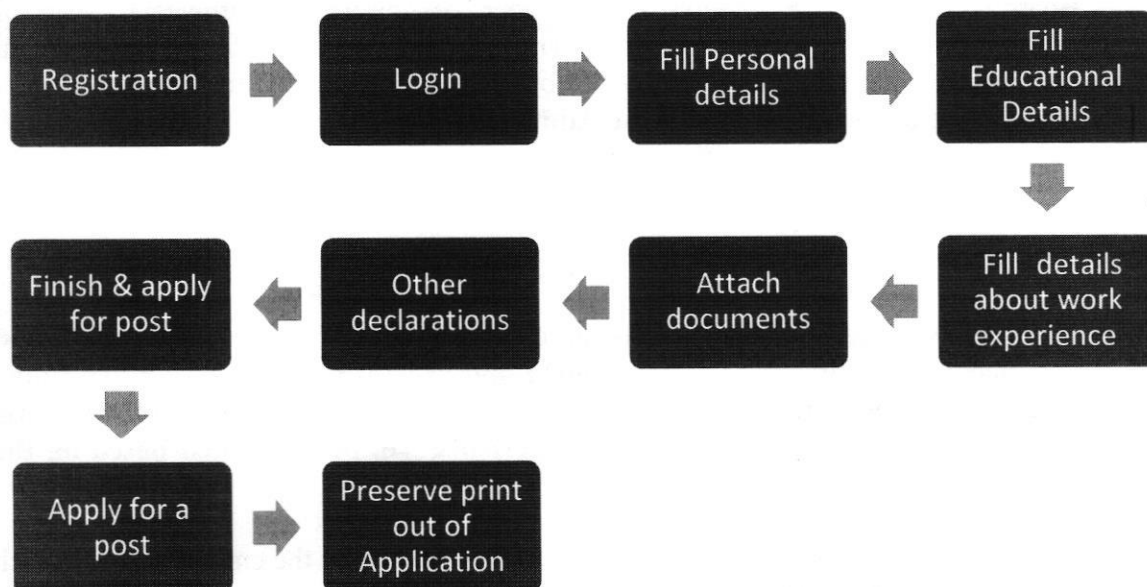 Registration
Login
Fill Personal
details
Fill
Educational
Details
Fill details
about work
experience
Attach
documents
Other
declarations
Finish & apply
for post
Apply for a
post
Preserve print
out of
Application